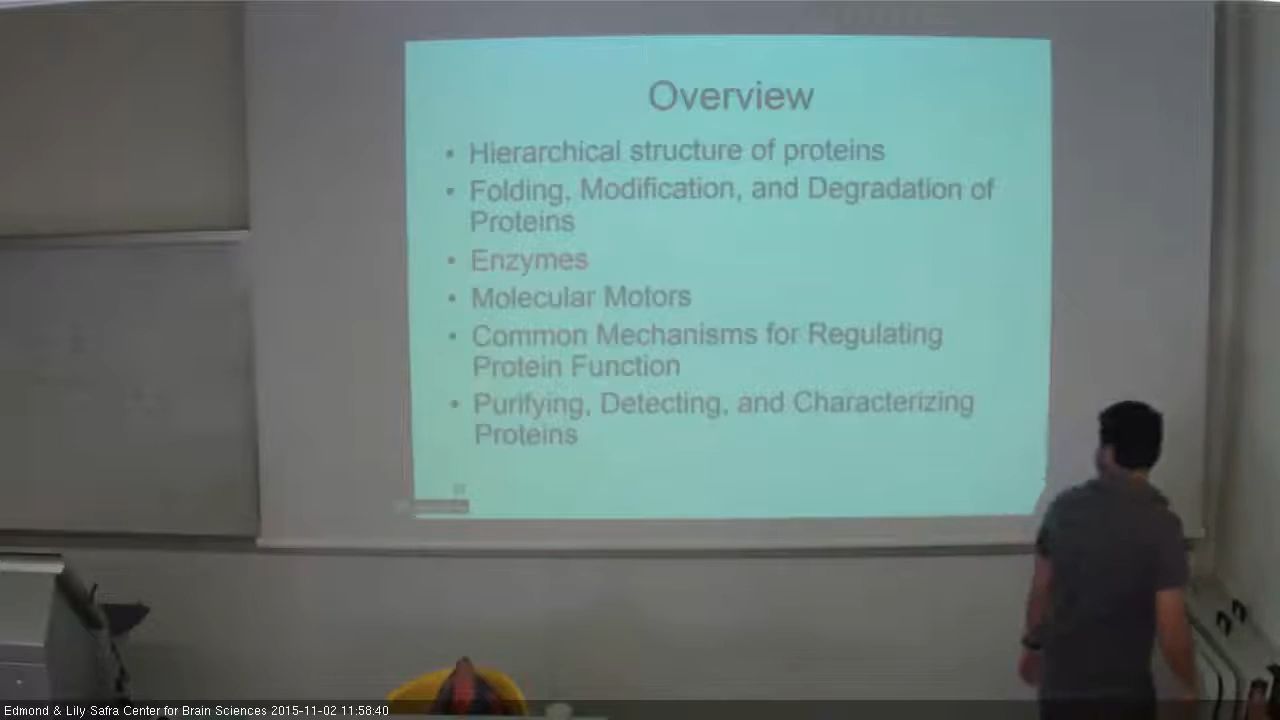 Overview
• Hierarchical structure of proteins
• Folding, Modification, and Degradation of
Proteins
• Enzymes
• Molecular Motors
• Common Mechanisms for Regulating
Protein Function
• Purifying, Detecting, and Characterizing
Proteins
Edmond & Lily Safra Center for Brain Sciences 2015-11-02 11:58:40